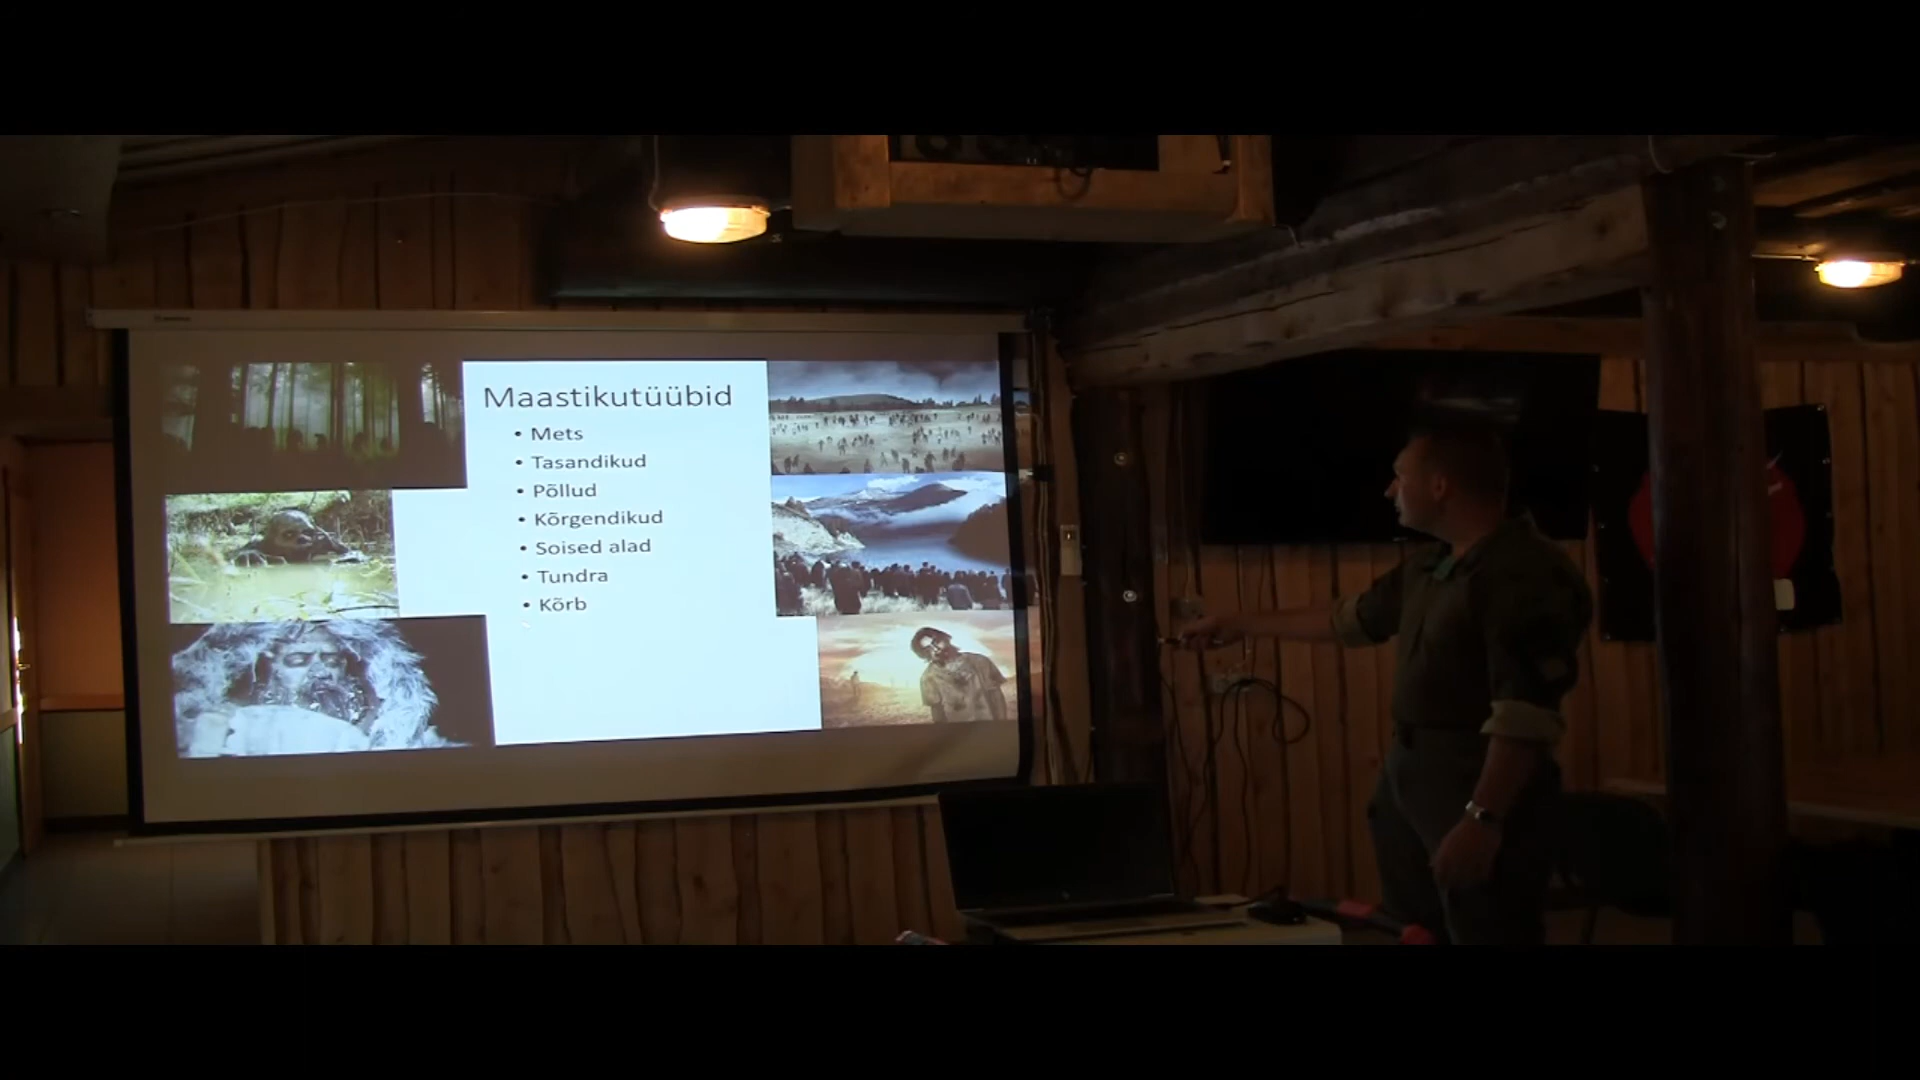 Maastikutüübid
• Mets
• Tasandikud
• Põllud
• Kõrgendikud
• Soised alad
• Tundra
• Kõrb